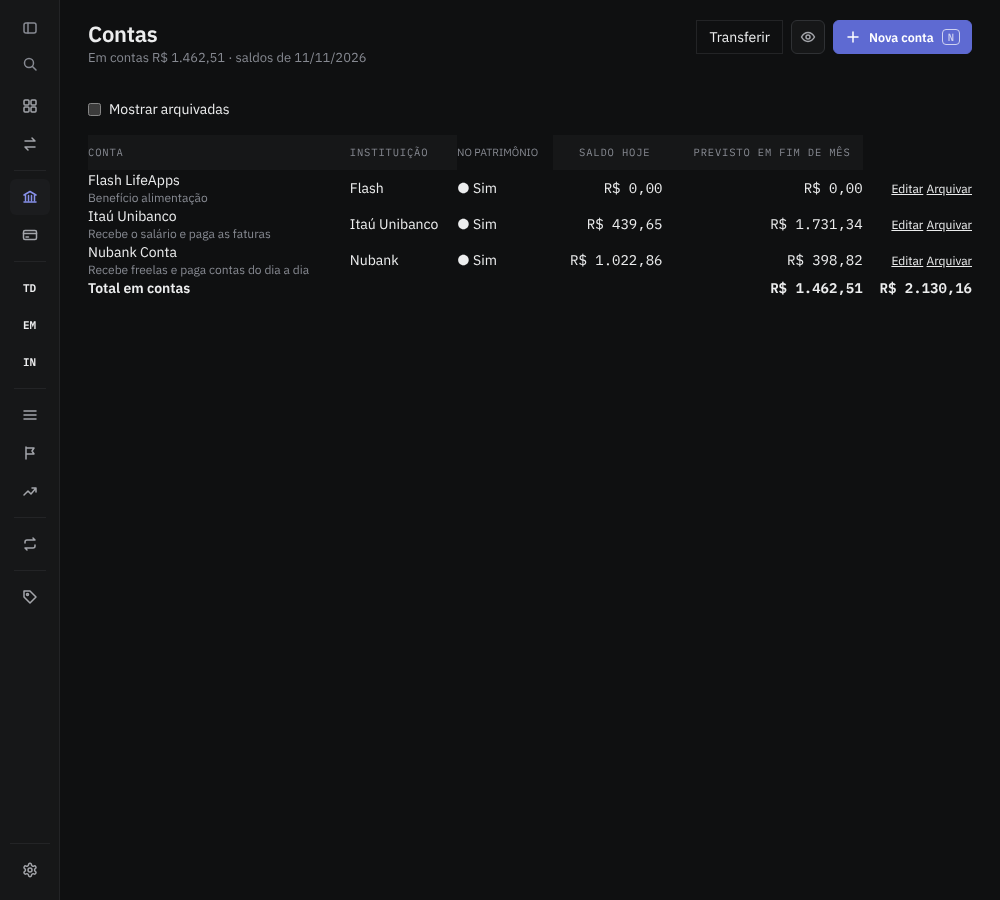 Contas
Em contas R$ 1.462,51 · saldos de 11/11/2026
Transferir
Nova conta N
Mostrar arquivadas
CONTA INSTITUIÇÃO NO PATRIMÔNIO SALDO HOJE PREVISTO EM FIM DE MÊS
Flash LifeApps
Benefício alimentação
Flash Sim R$ 0,00 R$ 0,00 Editar Arquivar
Itaú Unibanco
Recebe o salário e paga as faturas
Itaú Unibanco Sim R$ 439,65 R$ 1.731,34 Editar Arquivar
Nubank Conta
Recebe freelas e paga contas do dia a dia
Nubank Sim R$ 1.022,86 R$ 398,82 Editar Arquivar
Total em contas R$ 1.462,51 R$ 2.130,16
TD
EM
IN